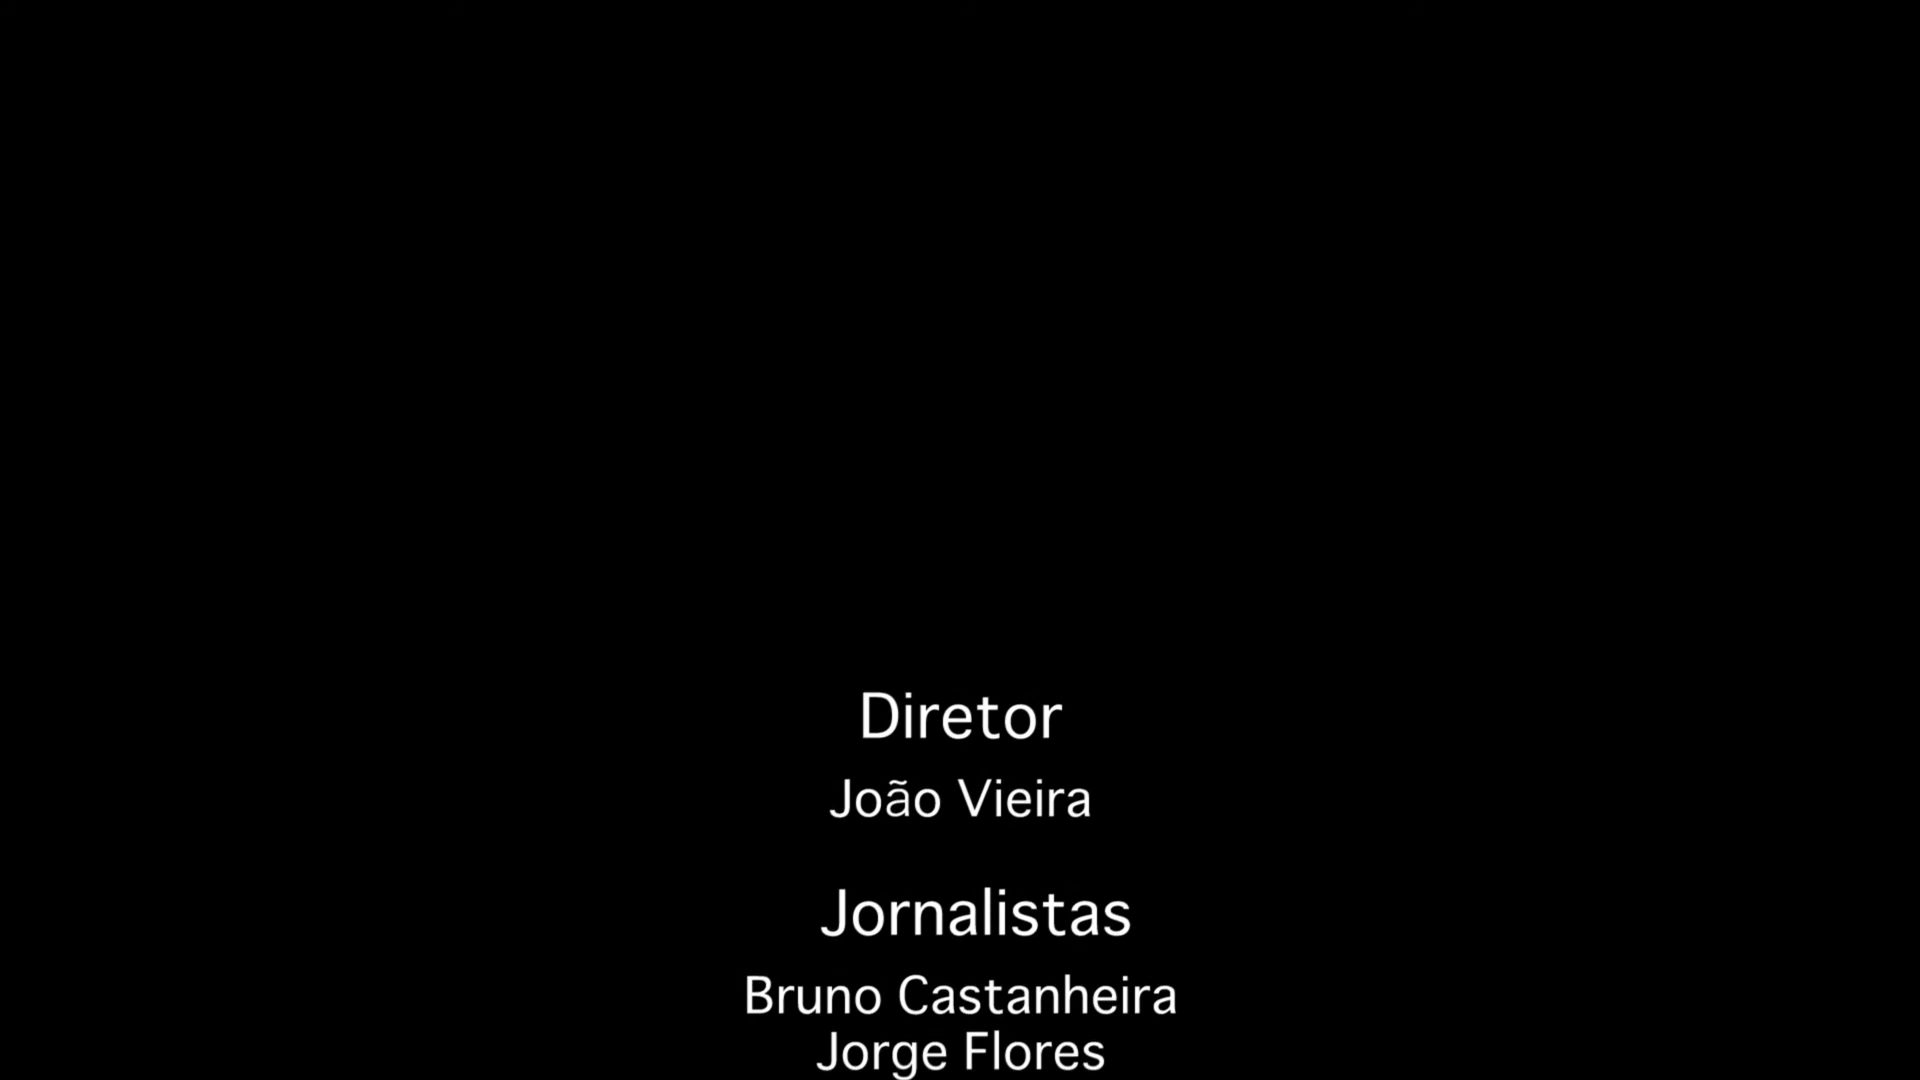 Diretor
João Vieira
Jornalistas
Bruno Castanheira
Jorge Flores